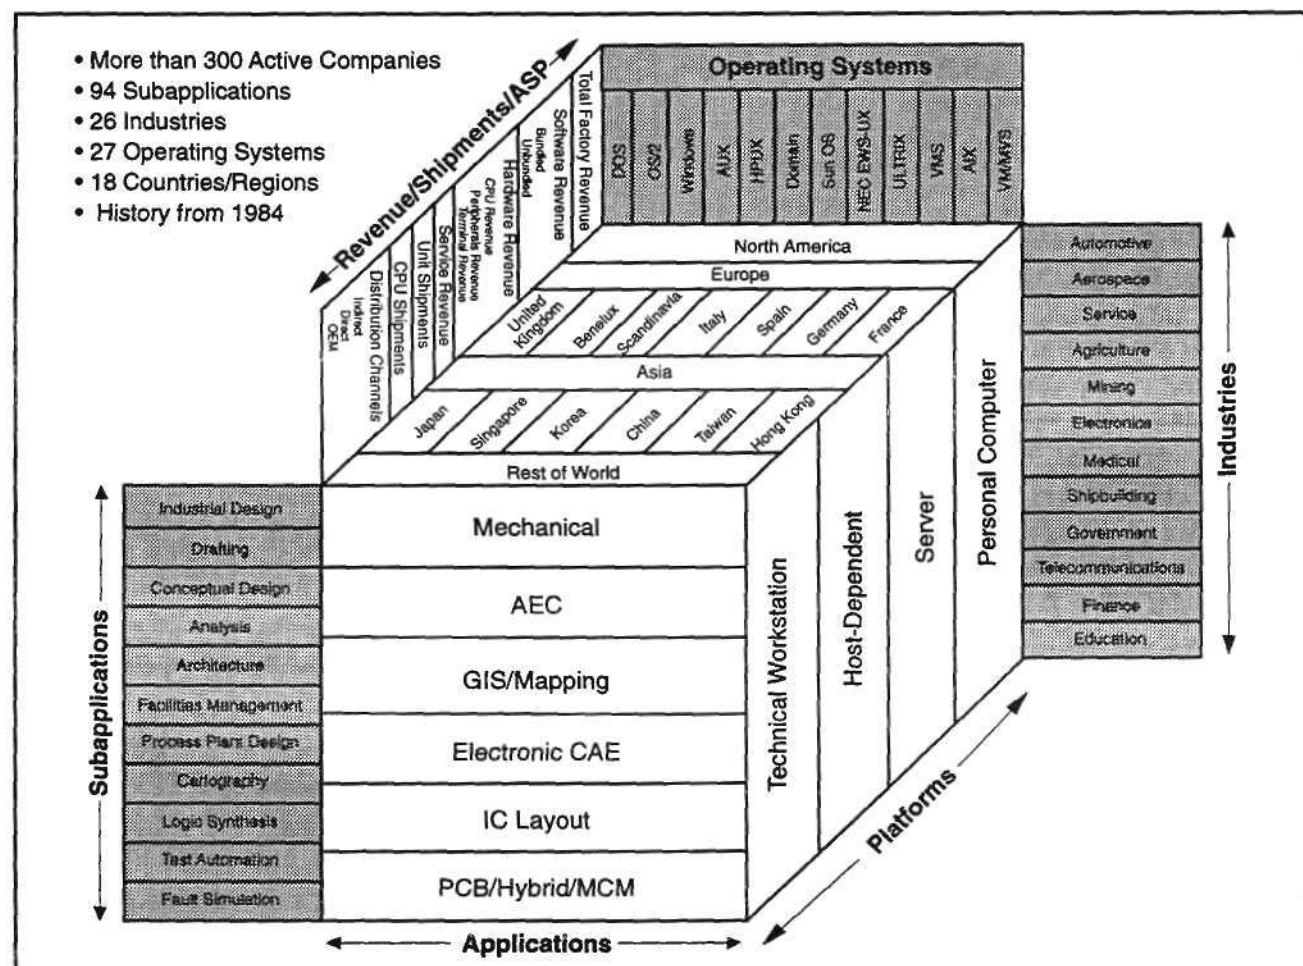 • More than 300 Active Companies
• 94 Subapplications
• 26 Industries
• 27 Operating Systems
• 18 Countries/Regions
• History from 1984
Revenue/Shipments/ASP
Total Factory Revenue
Software Revenue
Bundled
Unbundled
Hardware Revenue
CPU Revenue
Peripherals Revenue
Terminal Revenue
Service Revenue
Unit Shipments
CPU Shipments
Distribution Channels
Indirect
Direct
OEM
Operating Systems
DOS
OS/2
Windows
AUX
HPUX
Domain
Sun OS
NEC EWS-UX
ULTRIX
VMS
AIX
VM/MVS
North America
Europe
United
Kingdom
Benelux
Scandinavia
Italy
Spain
Germany
France
Asia
Japan
Singapore
Korea
China
Taiwan
Hong Kong
Rest of World
Subapplications
Industrial Design
Drafting
Conceptual Design
Analysis
Architecture
Facilities Management
Process Plant Design
Cartography
Logic Synthesis
Test Automation
Fault Simulation
Mechanical
AEC
GIS/Mapping
Electronic CAE
IC Layout
PCB/Hybrid/MCM
Applications
Technical Workstation
Host-Dependent
Server
Personal Computer
Platforms
Automotive
Aerospace
Service
Agriculture
Mining
Electronics
Medical
Shipbuilding
Government
Telecommunications
Finance
Education
Industries